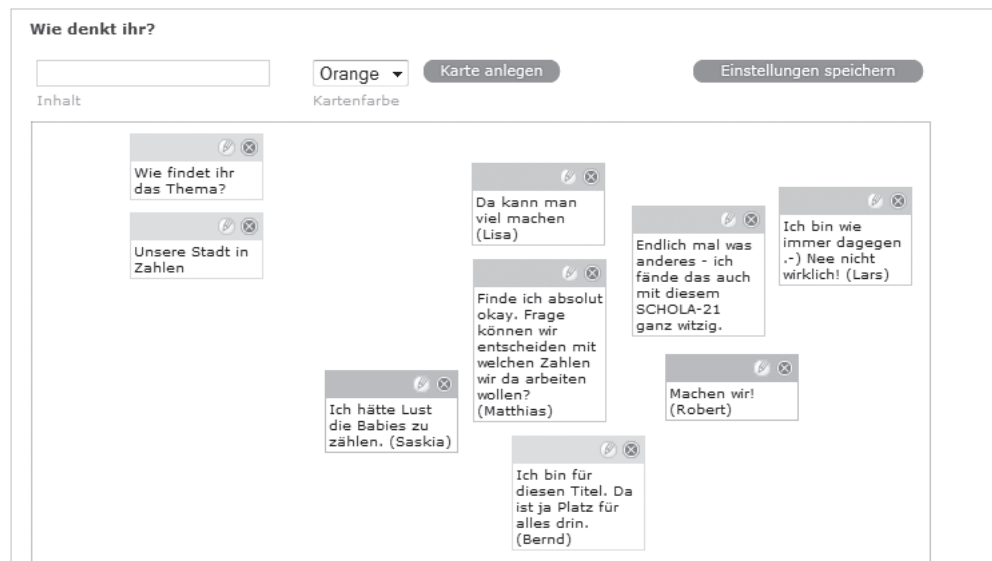 Wie denkt ihr?
Orange
Karte anlegen
Einstellungen speichern
Inhalt
Kartenfarbe
Wie findet ihr
das Thema?
Unsere Stadt in
Zahlen
Da kann man
viel machen
(Lisa)
Endlich mal was
anderes - ich
fände das auch
mit diesem
SCHOLA-21
ganz witzig.
Ich bin wie
immer dagegen
.-) Nee nicht
wirklich! (Lars)
Finde ich absolut
okay. Frage
können wir
entscheiden mit
welchen Zahlen
wir da arbeiten
wollen?
(Matthias)
Machen wir!
(Robert)
Ich hätte Lust
die Babies zu
zählen. (Saskia)
Ich bin für
diesen Titel. Da
ist ja Platz für
alles drin.
(Bernd)